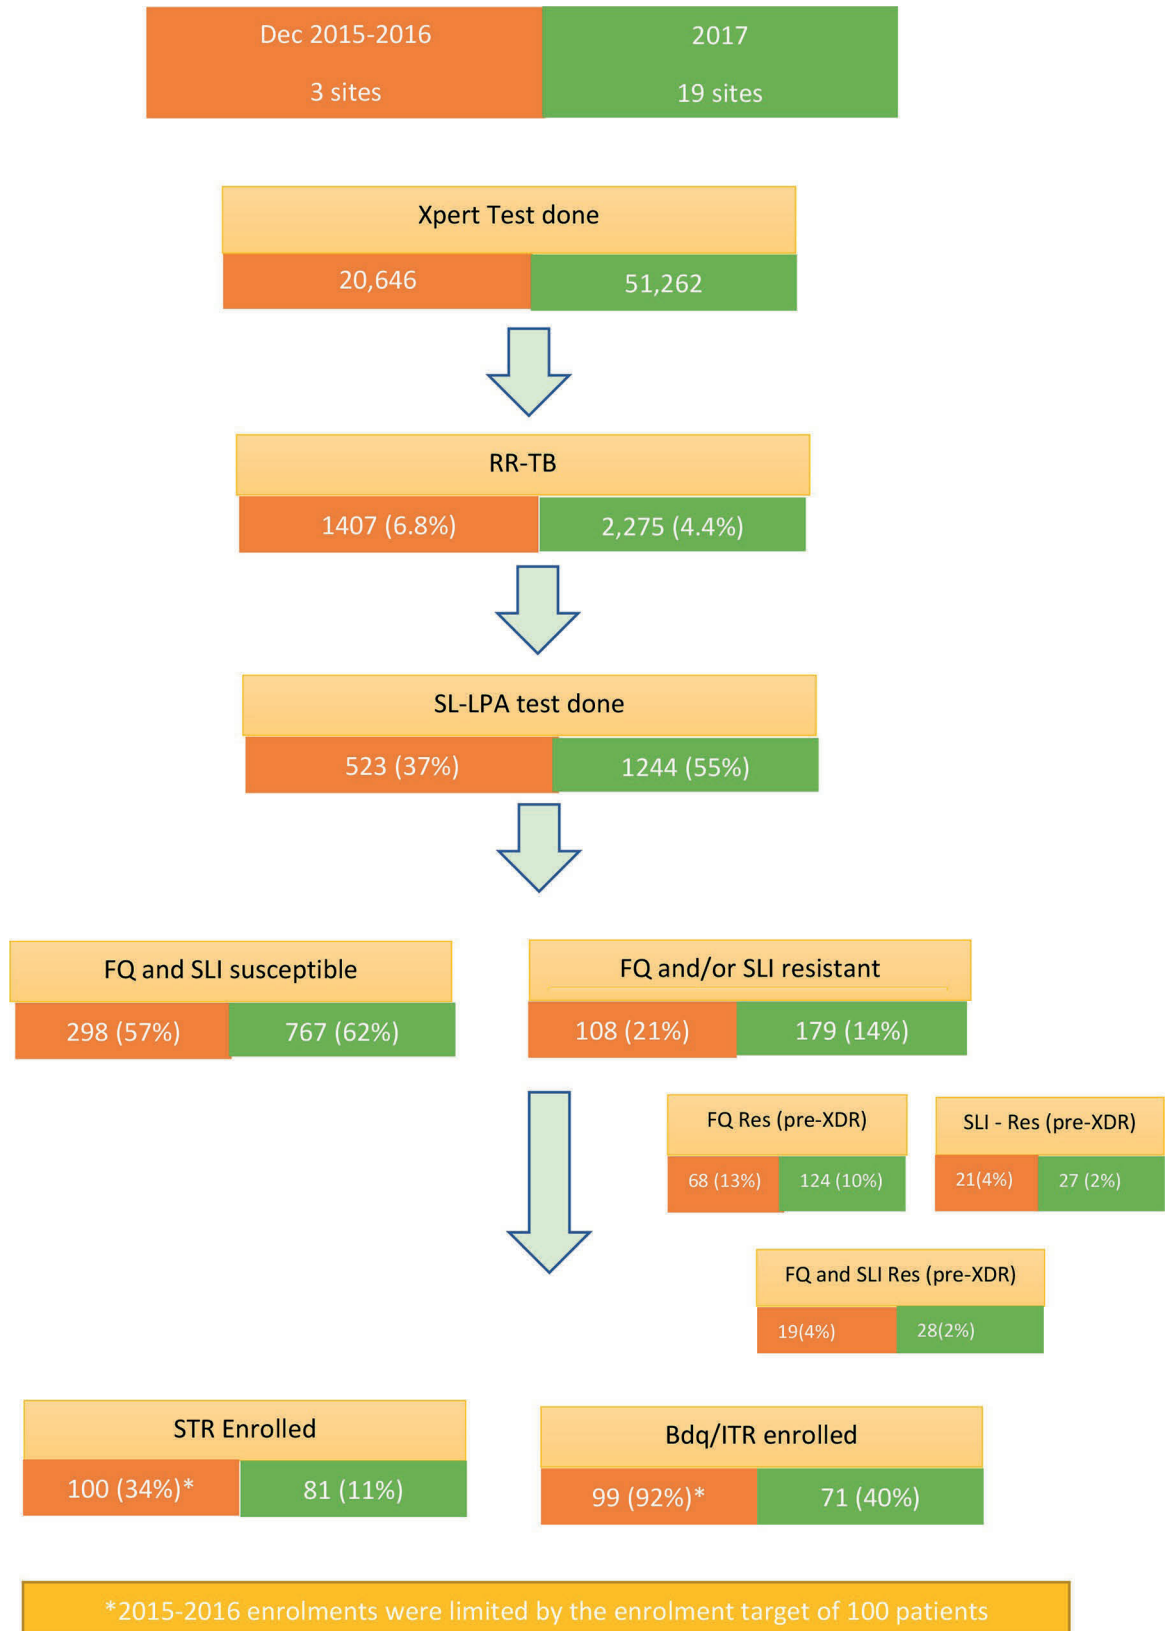 Dec 2015-2016
3 sites
2017
19 sites
Xpert Test done
20,646
51,262
RR-TB
1407 (6.8%)
2,275 (4.4%)
SL-LPA test done
523 (37%)
1244 (55%)
FQ and SLI susceptible
298 (57%)
767 (62%)
FQ and/or SLI resistant
108 (21%)
179 (14%)
FQ Res (pre-XDR)
68 (13%)
124 (10%)
SLI - Res (pre-XDR)
21(4%)
27 (2%)
FQ and SLI Res (pre-XDR)
19(4%)
28(2%)
STR Enrolled
100 (34%)*
81 (11%)
Bdq/ITR enrolled
99 (92%)*
71 (40%)
*2015-2016 enrolments were limited by the enrolment target of 100 patients